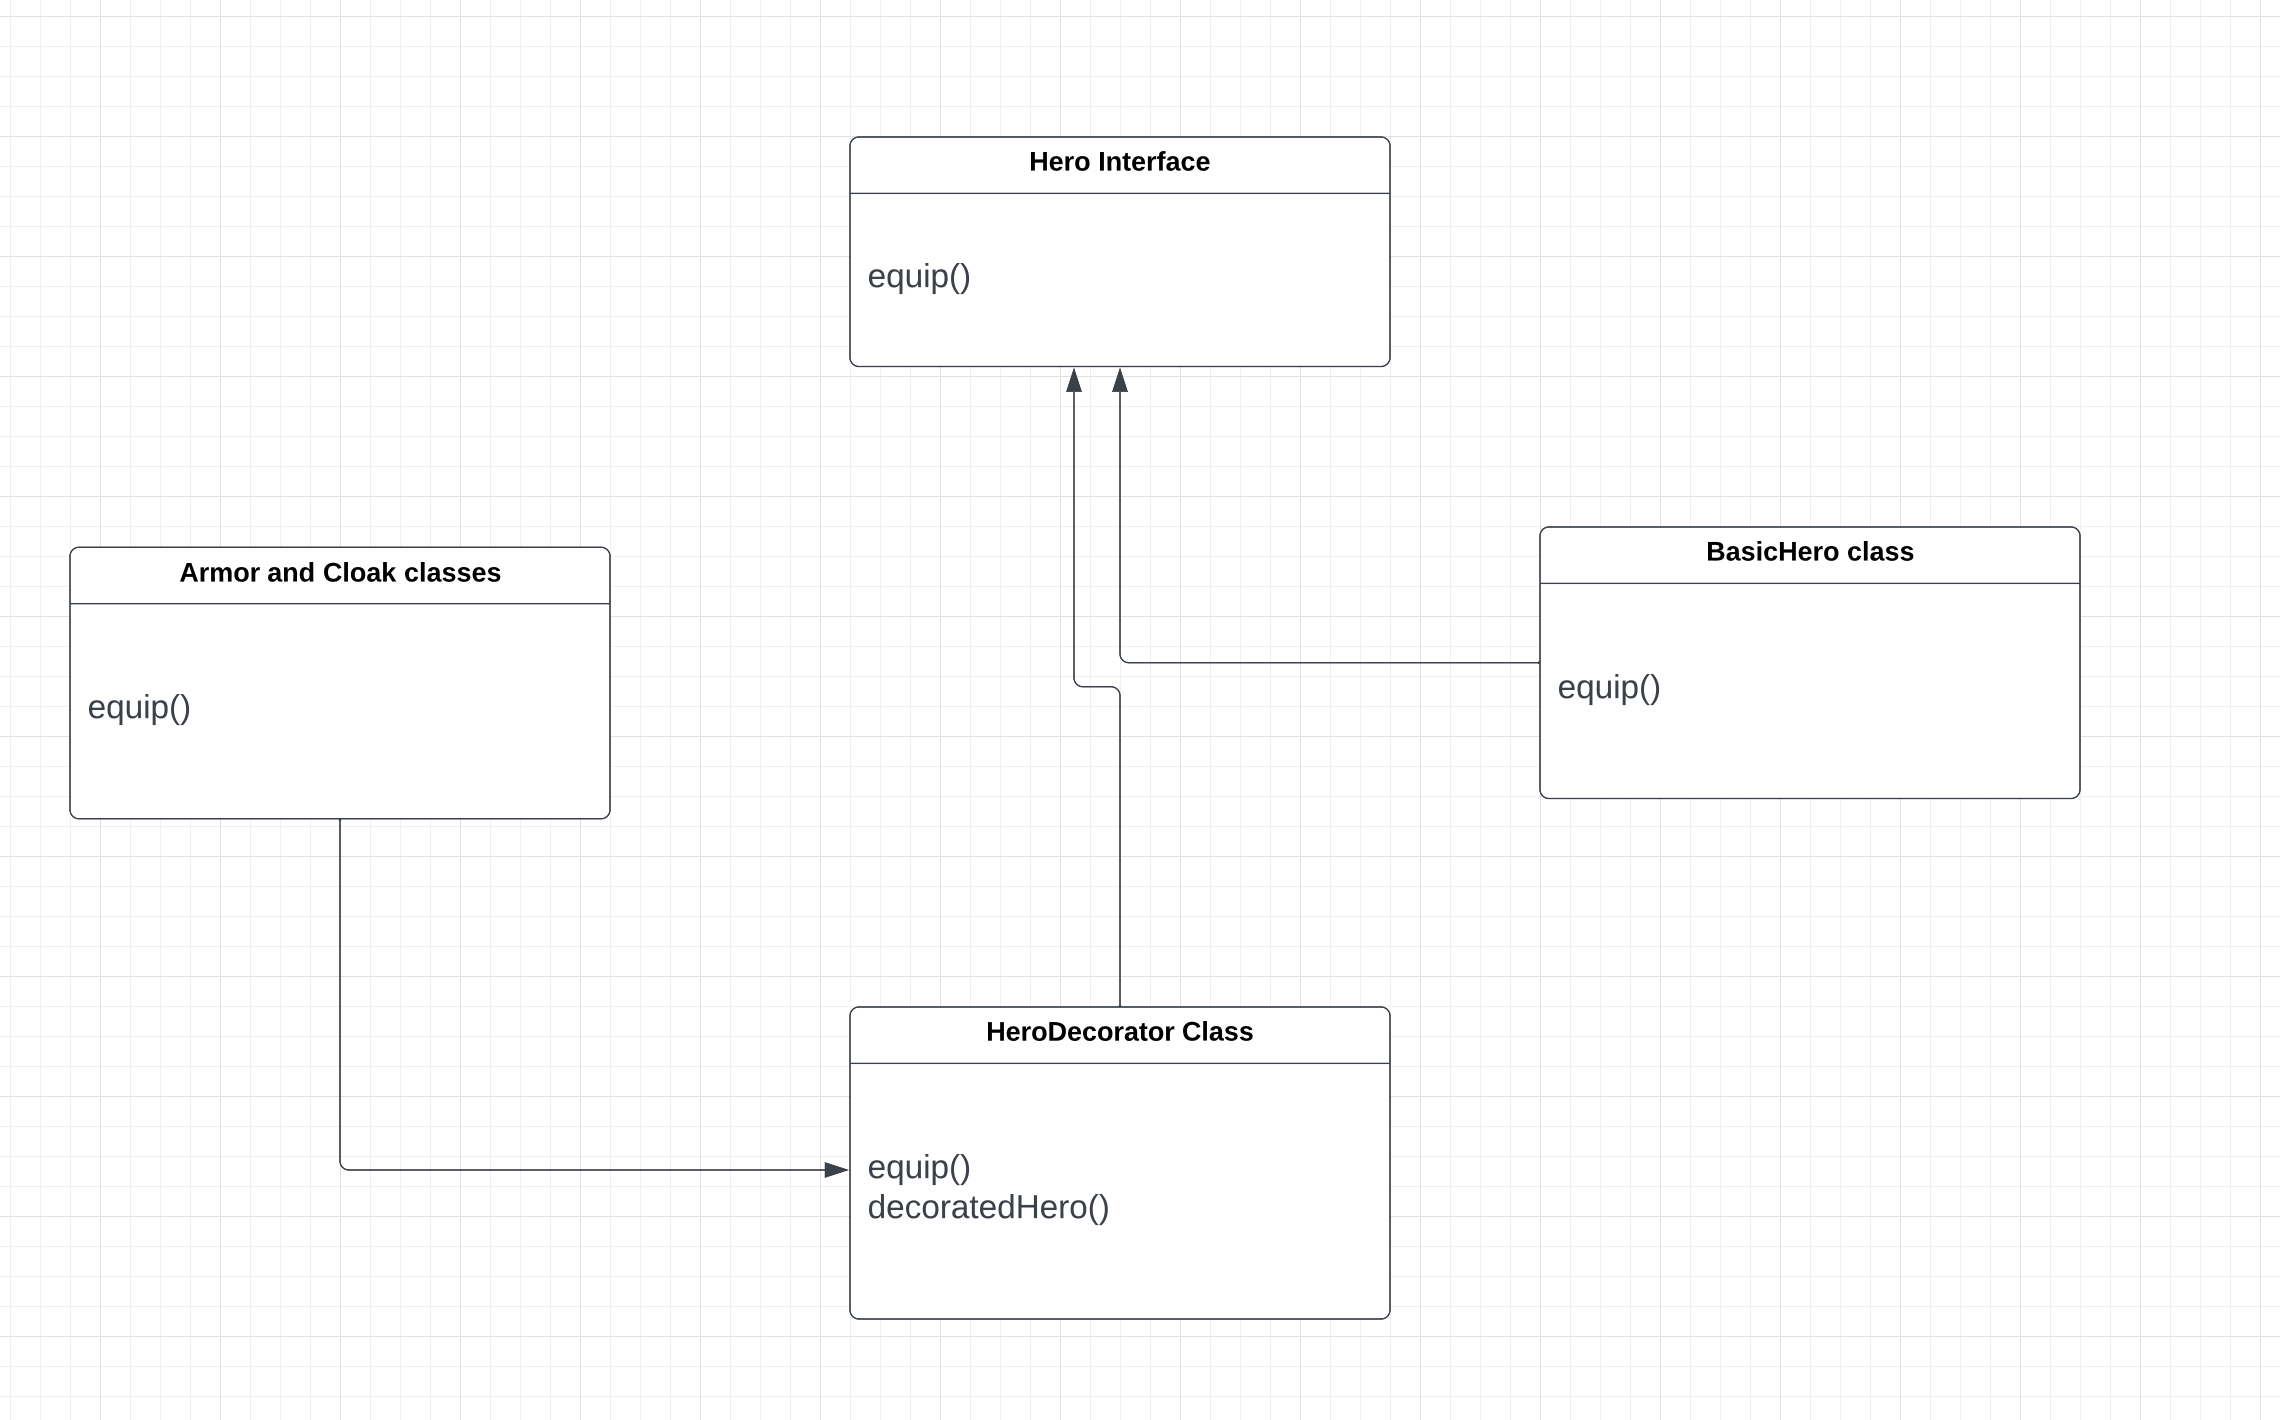 Hero Interface
equip()
Armor and Cloak classes
equip()
BasicHero class
equip()
HeroDecorator Class
equip()
decoratedHero()